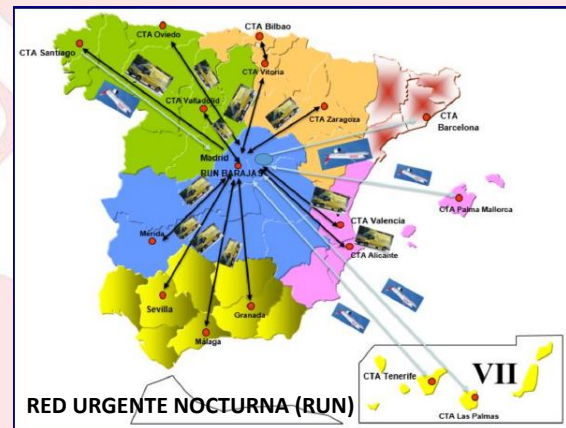 CTA Oviedo
CTA Bilbao
CTA Santiago
CTA Vitoria
CTA Valladolid
CTA Zaragoza
CTA
Barcelona
Madrid
RUN BARAJAS
CTA Palma Mallorca
CTA Valencia
Mérida
CTA Alicante
Sevilla
Granada
Málaga
CTA Tenerife
VII
CTA Las Palmas
RED URGENTE NOCTURNA (RUN)